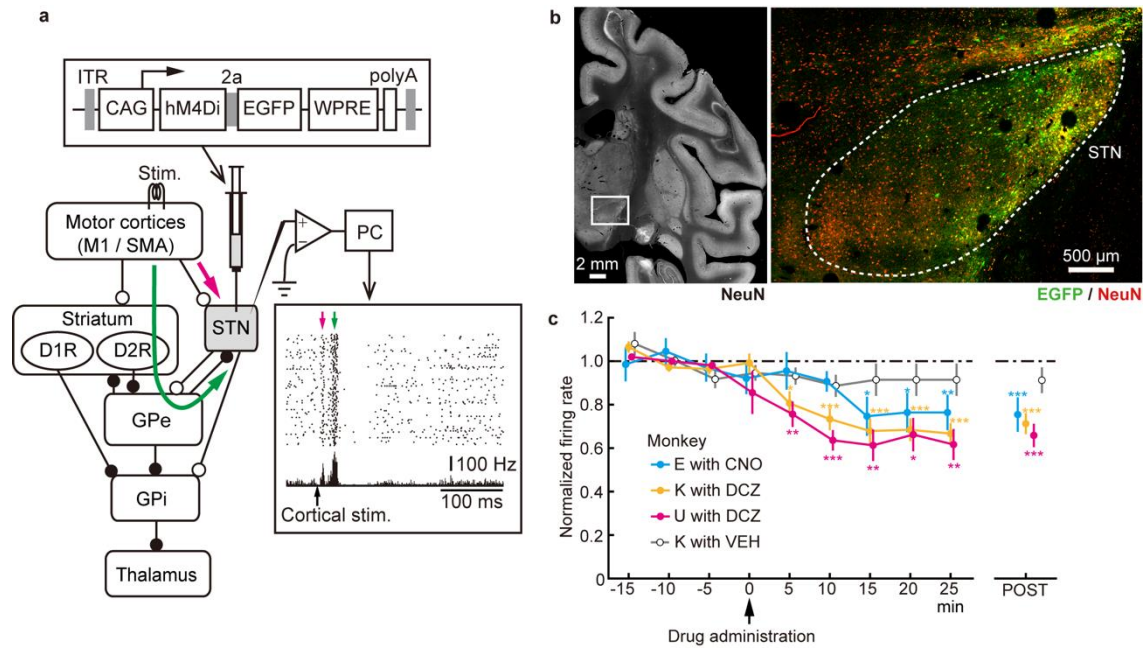 a
ITR
2a
polyA
CAG
hM4Di
EGFP
WPRE
Stim.
Motor cortices
(M1 / SMA)
+
−
PC
Striatum
D1R
D2R
STN
GPe
GPi
Thalamus
100 Hz
100 ms
Cortical stim.
b
2 mm
NeuN
STN
500 µm
EGFP / NeuN
c
Normalized firing rate
1.2
1.0
0.8
0.6
0.4
0.2
0
Monkey
E with CNO
K with DCZ
U with DCZ
K with VEH
*
*
*
**
*
***
***
***
***
**
***
**
*
**
***
***
***
-15
-10
-5
0
5
10
15
20
25
min
POST
Drug administration